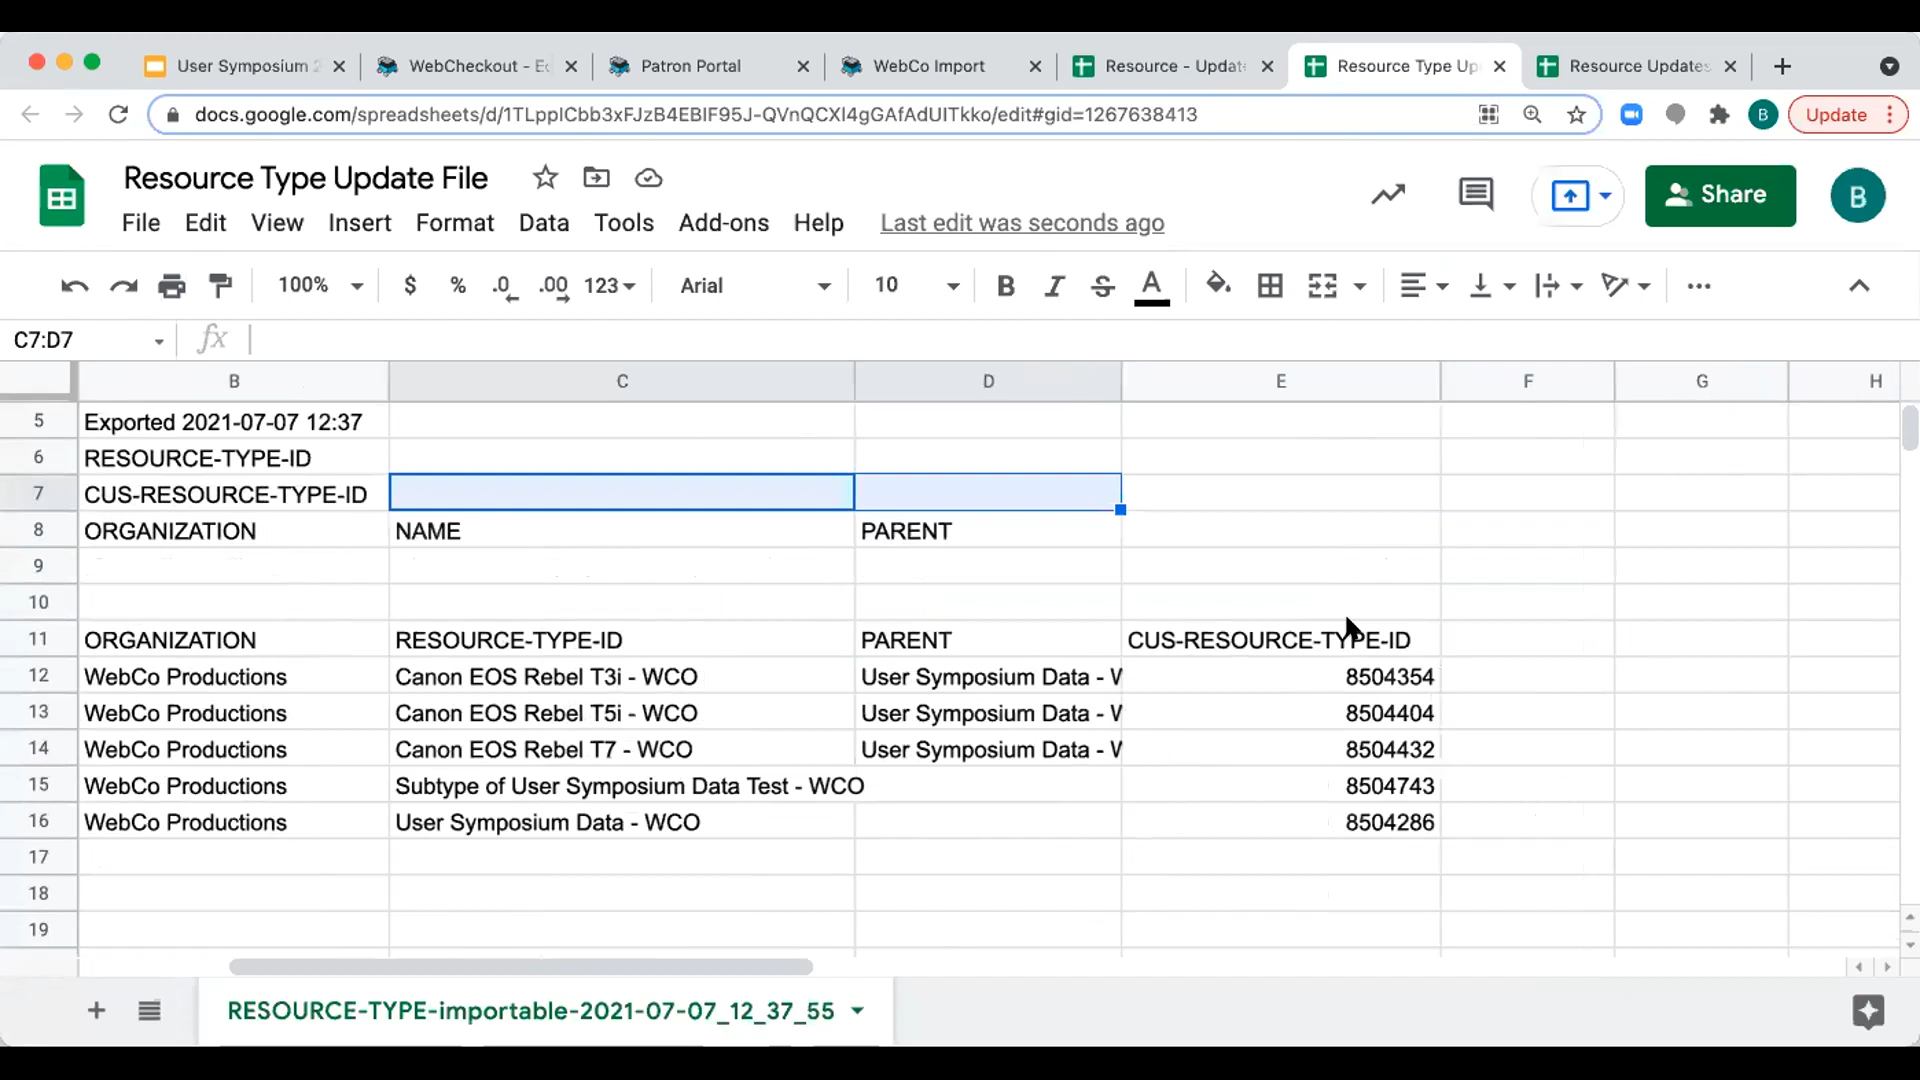 User Symposium 2
WebCheckout - Ec
Patron Portal
WebCo Import
Resource - Updat
Resource Type Up
Resource Updates
docs.google.com/spreadsheets/d/1TLpplCbb3xFJzB4EBIF95J-QVnQCXl4gGAfAdUITkko/edit#gid=1267638413
B
Update
Resource Type Update File
Share
B
File Edit View Insert Format Data Tools Add-ons Help Last edit was seconds ago
100% $ % .0 .00 123 Arial 10 B I S A
C7:D7 fx
B C D E F G H
5 Exported 2021-07-07 12:37
6 RESOURCE-TYPE-ID
7 CUS-RESOURCE-TYPE-ID
8 ORGANIZATION NAME PARENT
9
10
11 ORGANIZATION RESOURCE-TYPE-ID PARENT CUS-RESOURCE-TYPE-ID
12 WebCo Productions Canon EOS Rebel T3i - WCO User Symposium Data - W 8504354
13 WebCo Productions Canon EOS Rebel T5i - WCO User Symposium Data - W 8504404
14 WebCo Productions Canon EOS Rebel T7 - WCO User Symposium Data - W 8504432
15 WebCo Productions Subtype of User Symposium Data Test - WCO 8504743
16 WebCo Productions User Symposium Data - WCO 8504286
17
18
19
RESOURCE-TYPE-importable-2021-07-07_12_37_55